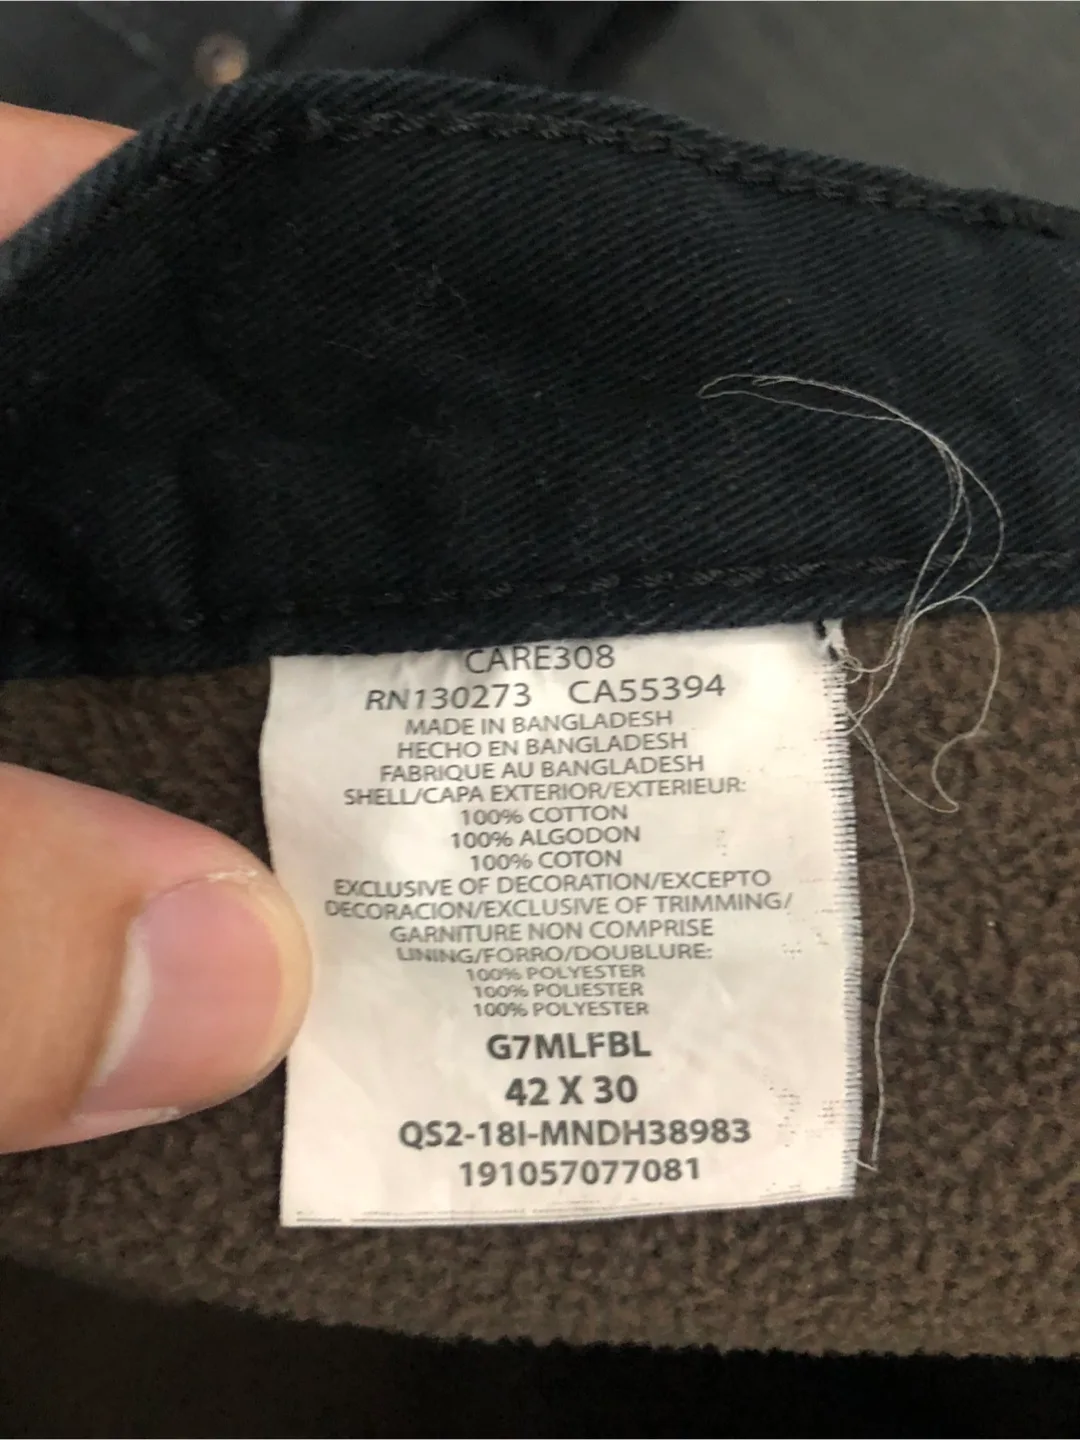 CARE308
RN130273 CA55394
MADE IN BANGLADESH
HECHO EN BANGLADESH
FABRIQUE AU BANGLADESH
SHELL/CAPA EXTERIOR/EXTERIEUR:
100% COTTON
100% ALGODON
100% COTON
EXCLUSIVE OF DECORATION/EXCEPTO
DECORACION/EXCLUSIVE OF TRIMMING/
GARNITURE NON COMPRISE
LINING/FORRO/DOUBLURE:
100% POLYESTER
100% POLIESTER
100% POLYESTER
G7MLFBL
42 X 30
QS2-18I-MNDH38983
191057077081